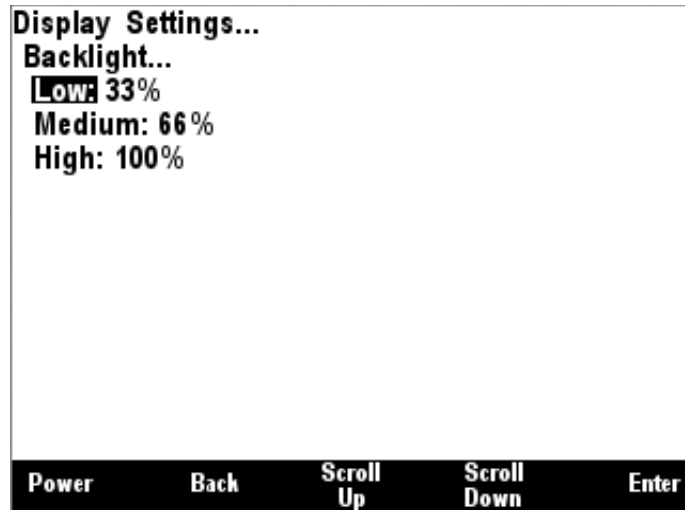 Display Settings...
Backlight...
Low: 33%
Medium: 66%
High: 100%
Power Back Scroll Up Scroll Down Enter